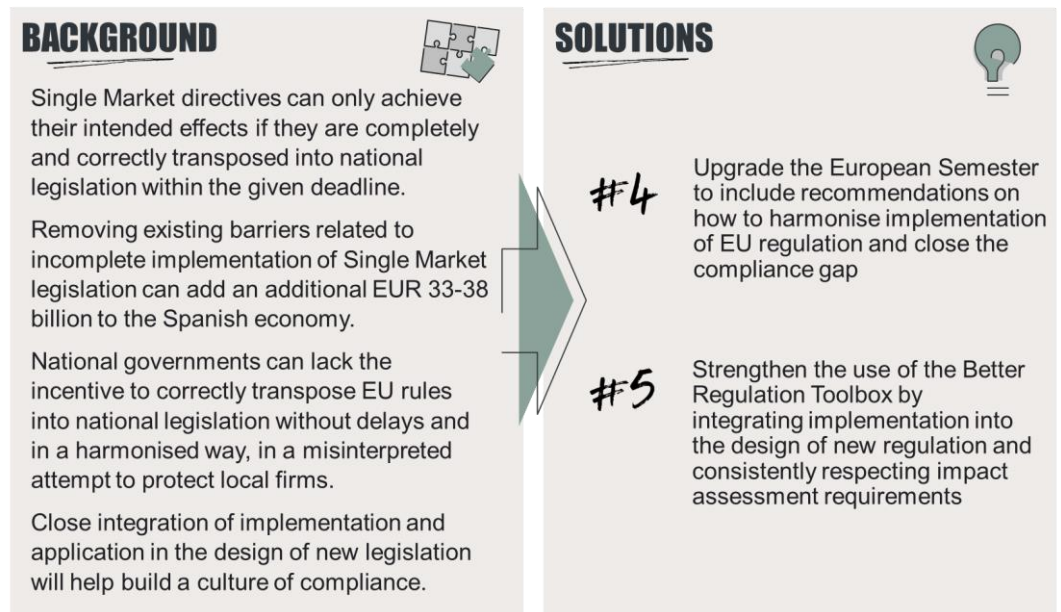 BACKGROUND
Single Market directives can only achieve
their intended effects if they are completely
and correctly transposed into national
legislation within the given deadline.
Removing existing barriers related to
incomplete implementation of Single Market
legislation can add an additional EUR 33-38
billion to the Spanish economy.
National governments can lack the
incentive to correctly transpose EU rules
into national legislation without delays and
in a harmonised way, in a misinterpreted
attempt to protect local firms.
Close integration of implementation and
application in the design of new legislation
will help build a culture of compliance.
SOLUTIONS
#4
Upgrade the European Semester
to include recommendations on
how to harmonise implementation
of EU regulation and close the
compliance gap
#5
Strengthen the use of the Better
Regulation Toolbox by
integrating implementation into
the design of new regulation and
consistently respecting impact
assessment requirements